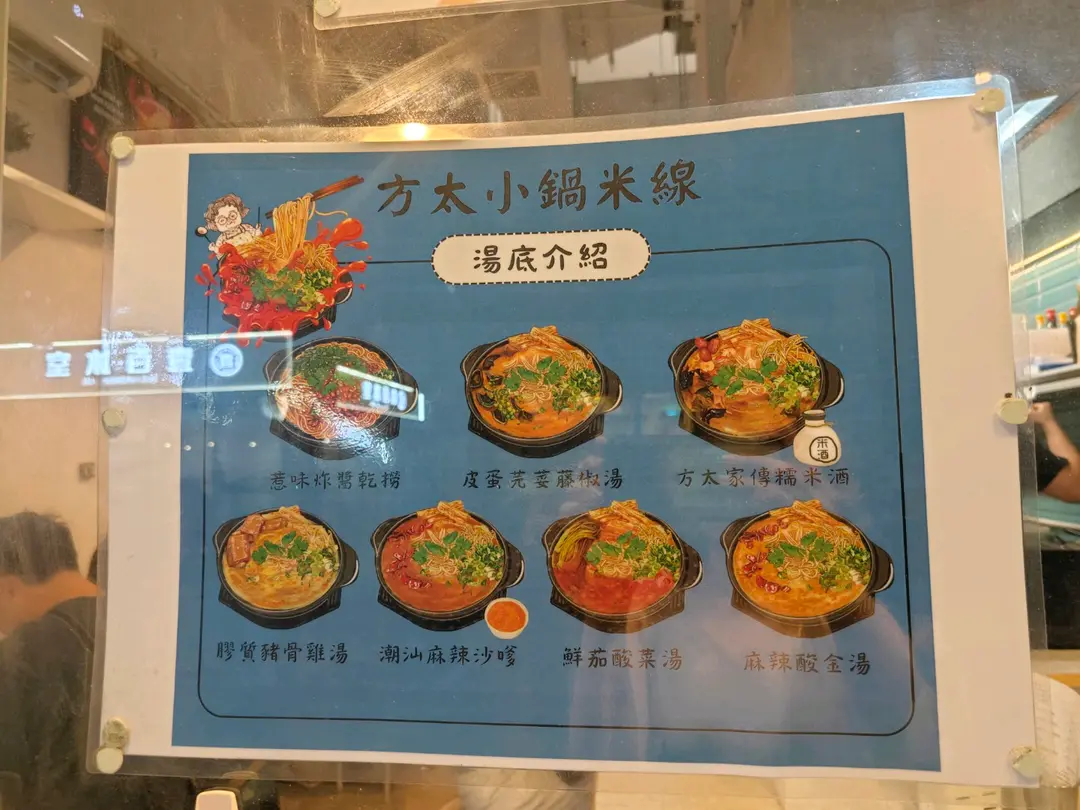 方太小鍋米線
湯底介紹
惹味炸醬乾撈
皮蛋芫荽藤椒湯
米酒
方太家傳糯米酒
膠質豬骨雞湯
潮汕麻辣沙嗲
鮮茄酸菜湯
麻辣酸金湯